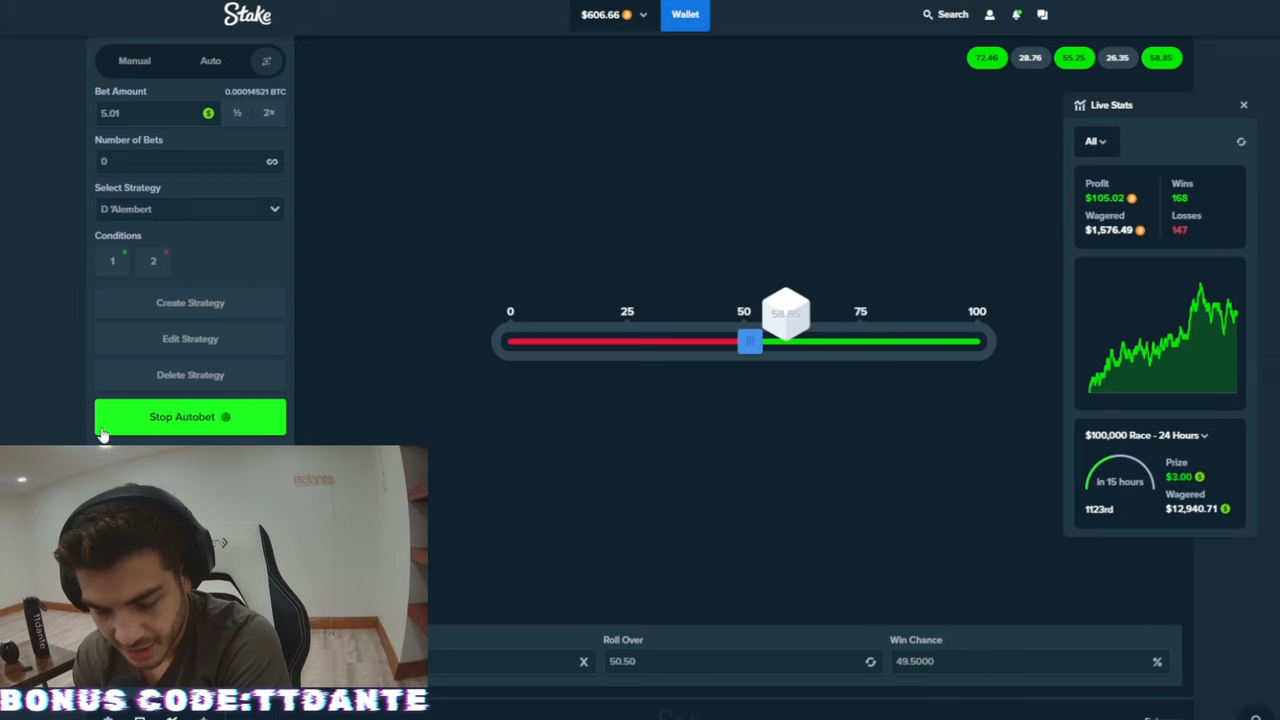 Stake
$606.66
Wallet
Search
Manual
Auto
72.46
28.76
55.25
26.35
58.85
Bet Amount
0.00014521 BTC
5.01
½
2×
Number of Bets
0
Select Strategy
D'Alembert
Conditions
1
2
Create Strategy
Edit Strategy
Delete Strategy
Stop Autobet
0
25
50
75
100
58.85
Live Stats
All
Profit
Wins
$105.02
168
Wagered
Losses
$1,576.49
147
$100,000 Race - 24 Hours
in 15 hours
Prize
$3.00
Wagered
1123rd
$12,940.71
ttdante
Roll Over
Win Chance
50.50
49.5000
%
BONUS CODE:TTDANTE